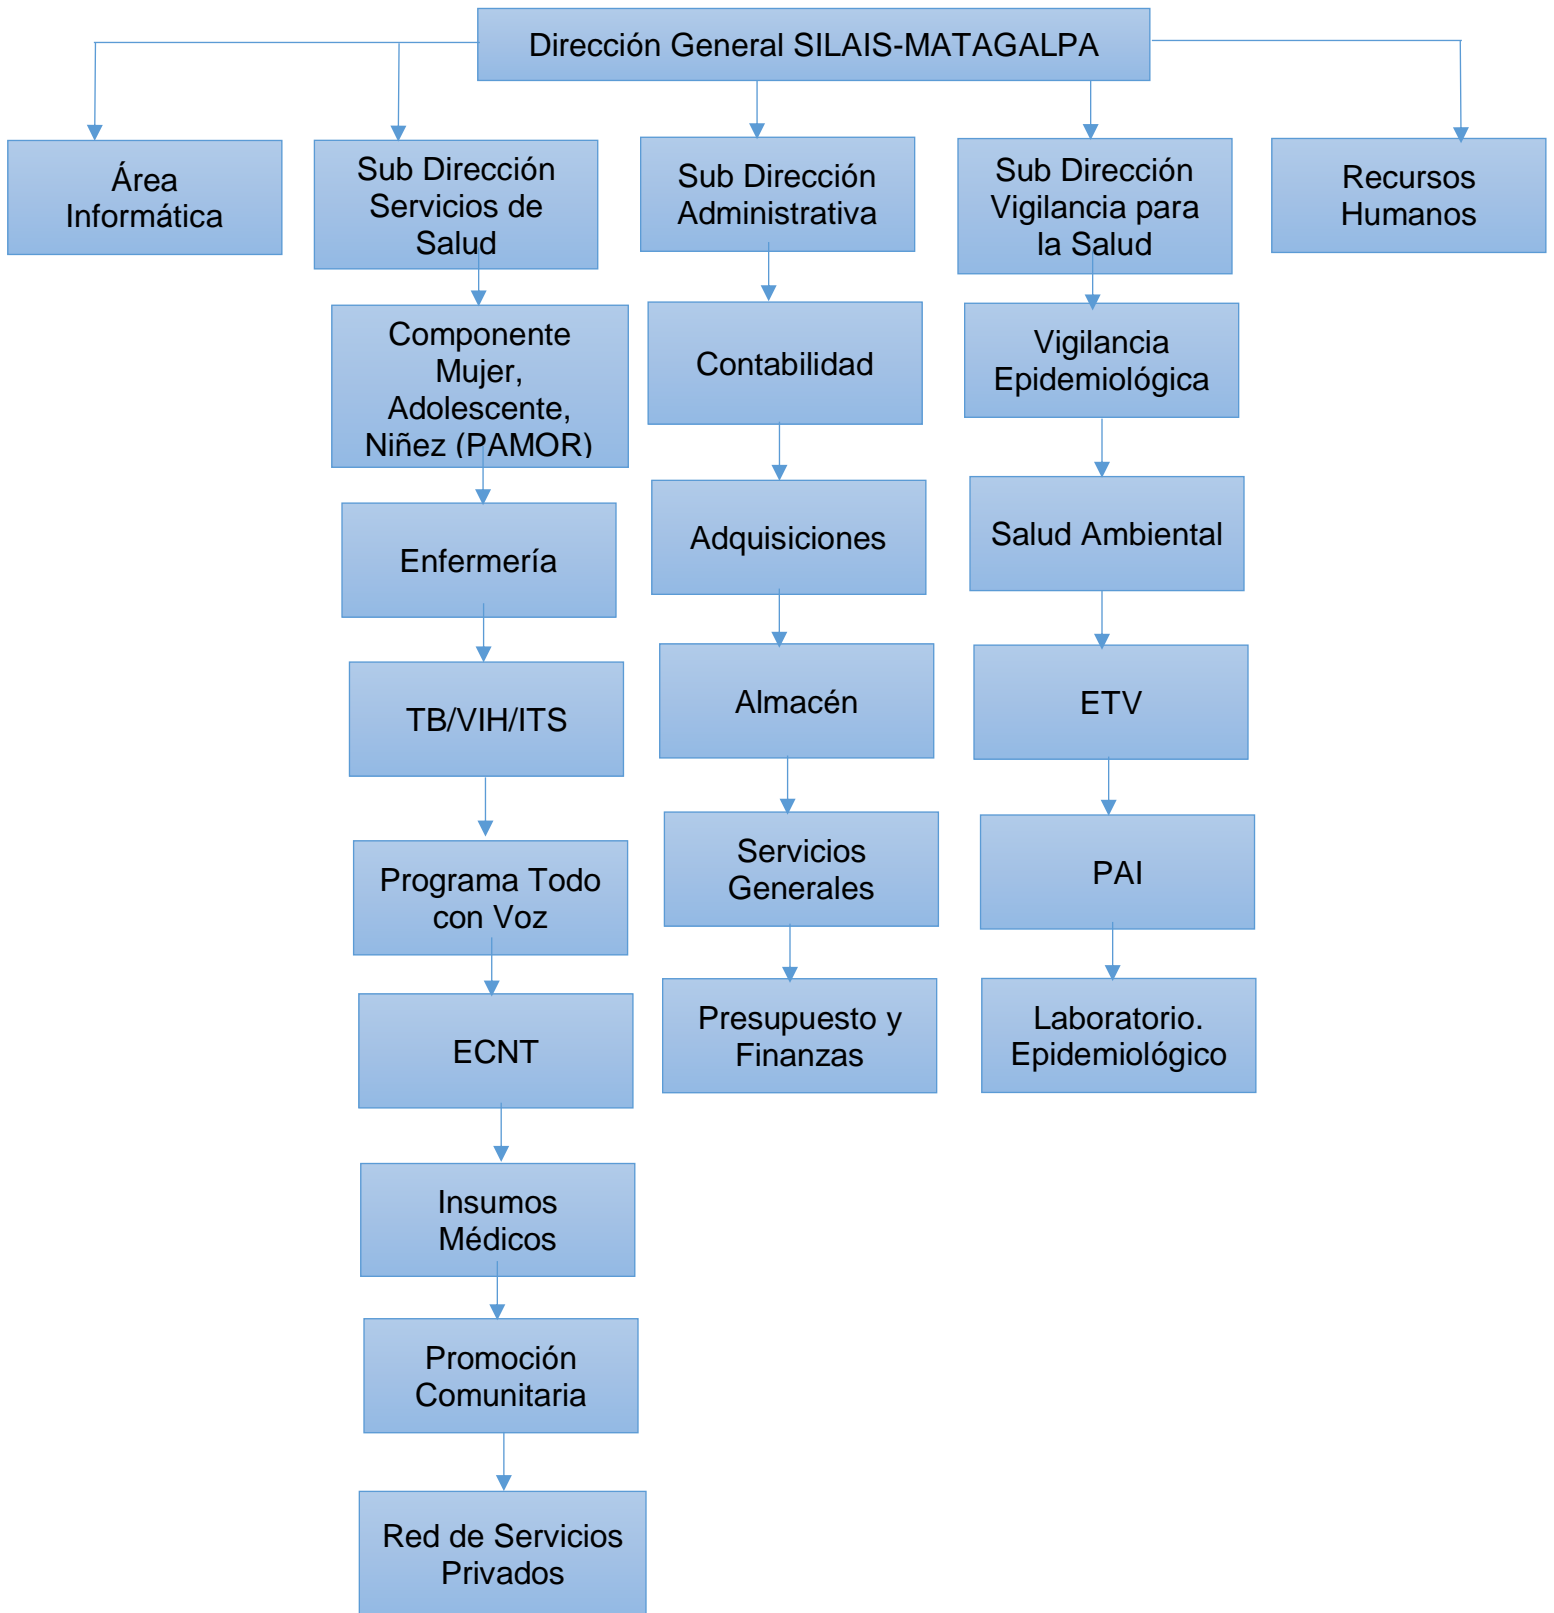 Dirección General SILAIS-MATAGALPA
Área
Informática
Sub Dirección
Servicios de
Salud
Sub Dirección
Administrativa
Sub Dirección
Vigilancia para
la Salud
Recursos
Humanos
Componente
Mujer,
Adolescente,
Niñez (PAMOR)
Contabilidad
Vigilancia
Epidemiológica
Enfermería
Adquisiciones
Salud Ambiental
TB/VIH/ITS
Almacén
ETV
Programa Todo
con Voz
Servicios
Generales
PAI
ECNT
Presupuesto y
Finanzas
Laboratorio.
Epidemiológico
Insumos
Médicos
Promoción
Comunitaria
Red de Servicios
Privados